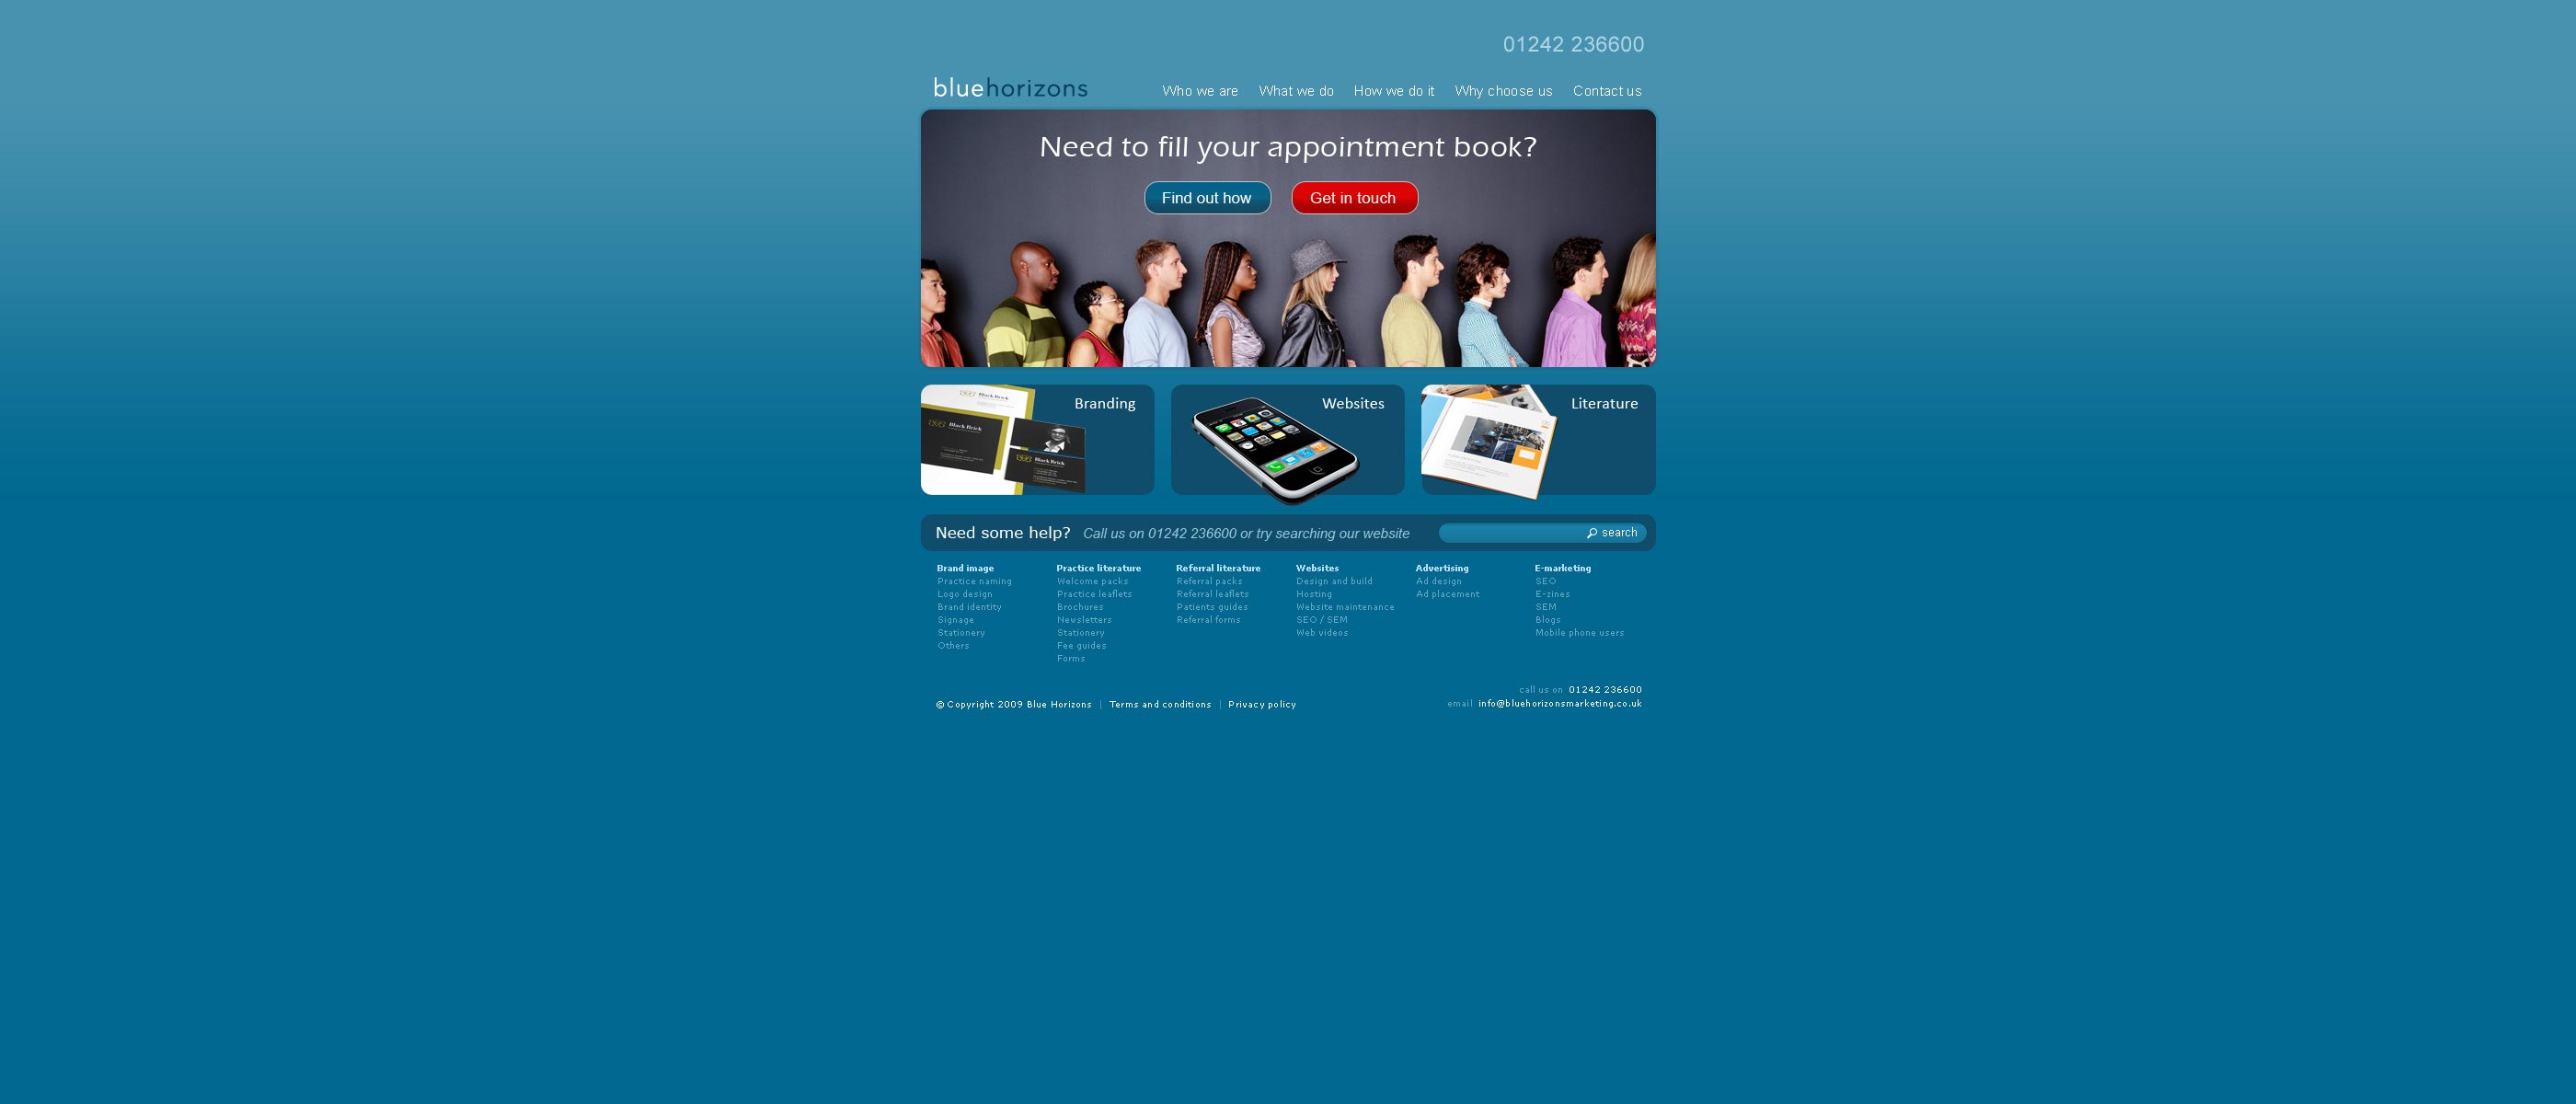 01242 236600
bluehorizons
Who we are What we do How we do it Why choose us Contact us
Need to fill your appointment book?
Find out how Get in touch
Branding Websites Literature
Black Brick
Black Brick
Black Brick
Need some help? Call us on 01242 236600 or try searching our website search
Brand image
Practice naming
Logo design
Brand identity
Signage
Stationery
Others
Practice literature
Welcome packs
Practice leaflets
Brochures
Newsletters
Stationery
Fee guides
Forms
Referral literature
Referral packs
Referral leaflets
Patients guides
Referral forms
Websites
Design and build
Hosting
Website maintenance
SEO / SEM
Web videos
Advertising
Ad design
Ad placement
E-marketing
SEO
E-zines
SEM
Blogs
Mobile phone users
call us on 01242 236600
© Copyright 2009 Blue Horizons | Terms and conditions | Privacy policy
email info@bluehorizonsmarketing.co.uk